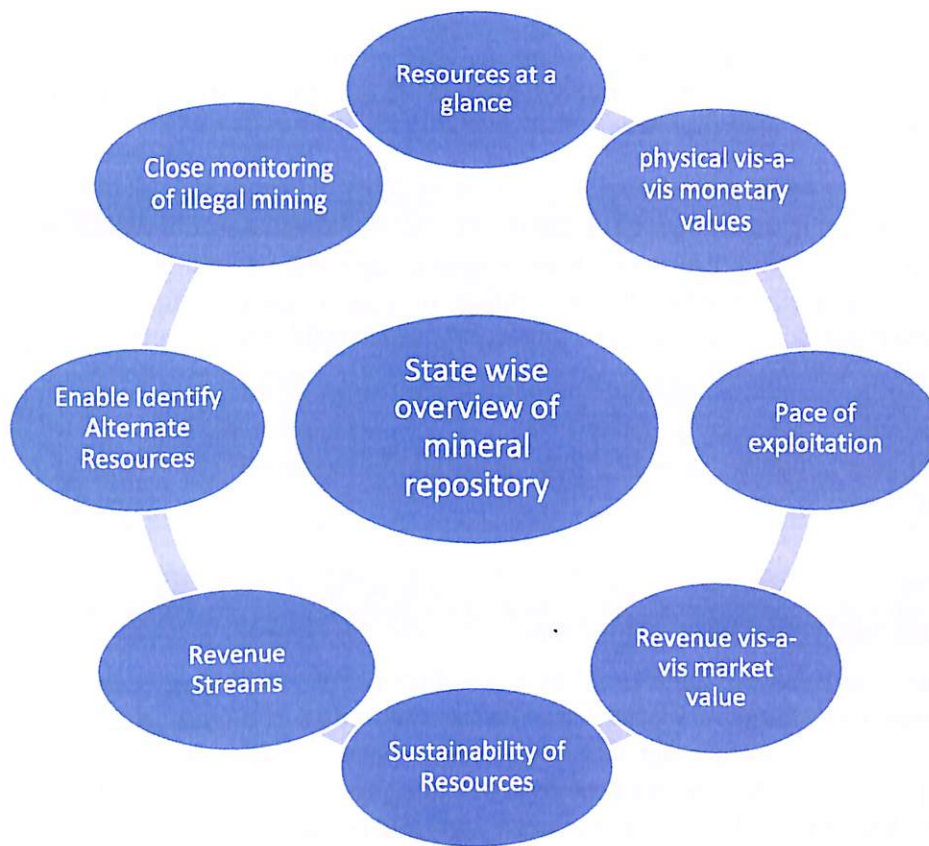 Resources at a
glance
physical vis-a-
vis monetary
values
Pace of
exploitation
Revenue vis-a-
vis market
value
Sustainability of
Resources
Revenue
Streams
Enable Identify
Alternate
Resources
Close monitoring
of illegal mining
State wise
overview of
mineral
repository